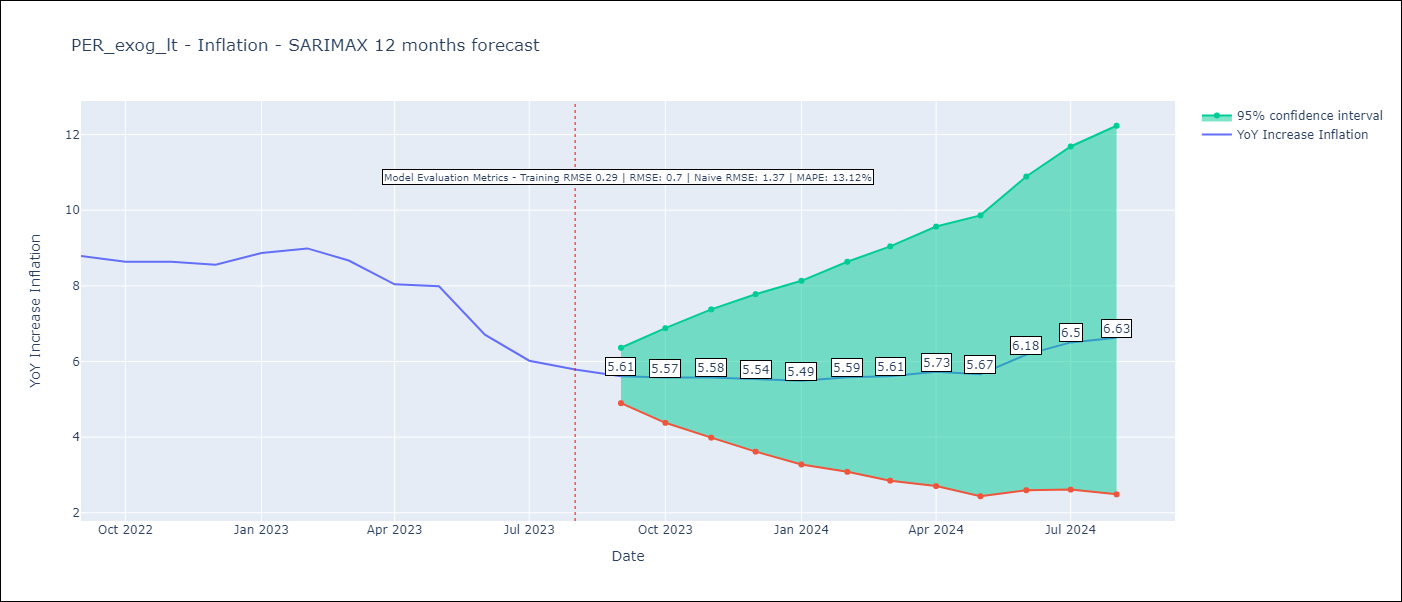 PER_exog_lt - Inflation - SARIMAX 12 months forecast
95% confidence interval
YoY Increase Inflation
Model Evaluation Metrics - Training RMSE 0.29 | RMSE: 0.7 | Naive RMSE: 1.37 | MAPE: 13.12%
YoY Increase Inflation
12
10
8
6
4
2
5.61
5.57
5.58
5.54
5.49
5.59
5.61
5.73
5.67
6.18
6.5
6.63
Oct 2022
Jan 2023
Apr 2023
Jul 2023
Oct 2023
Jan 2024
Apr 2024
Jul 2024
Date